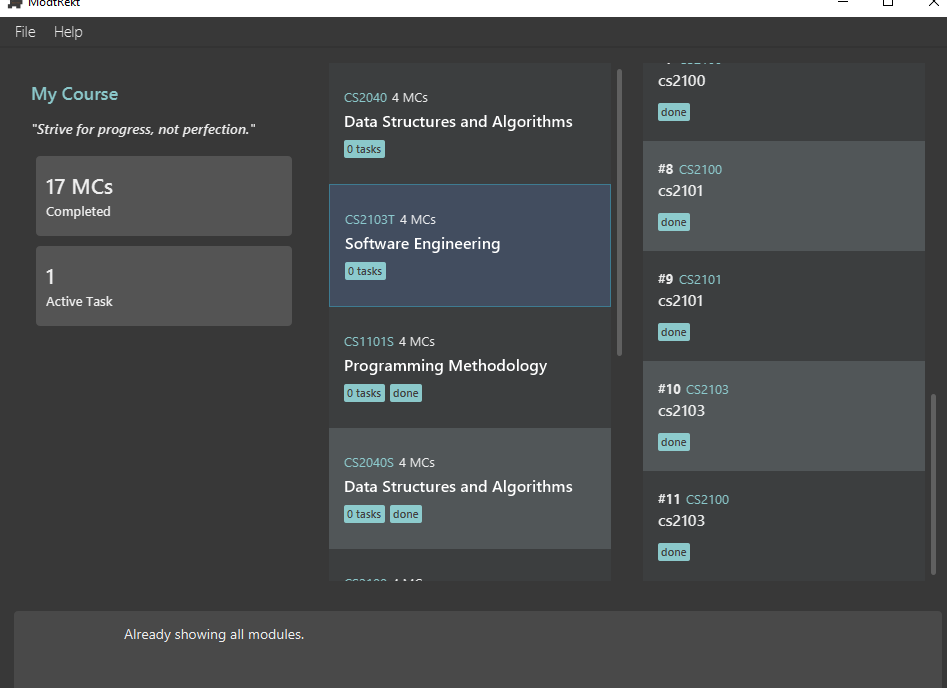 ModtRekt
File Help
My Course
"Strive for progress, not perfection."
17 MCs
Completed
1
Active Task
CS2040 4 MCs
Data Structures and Algorithms
0 tasks
CS2103T 4 MCs
Software Engineering
0 tasks
CS1101S 4 MCs
Programming Methodology
0 tasks done
CS2040S 4 MCs
Data Structures and Algorithms
0 tasks done
cs2100
done
#8 CS2100
cs2101
done
#9 CS2101
cs2101
done
#10 CS2103
cs2103
done
#11 CS2100
cs2103
done
Already showing all modules.